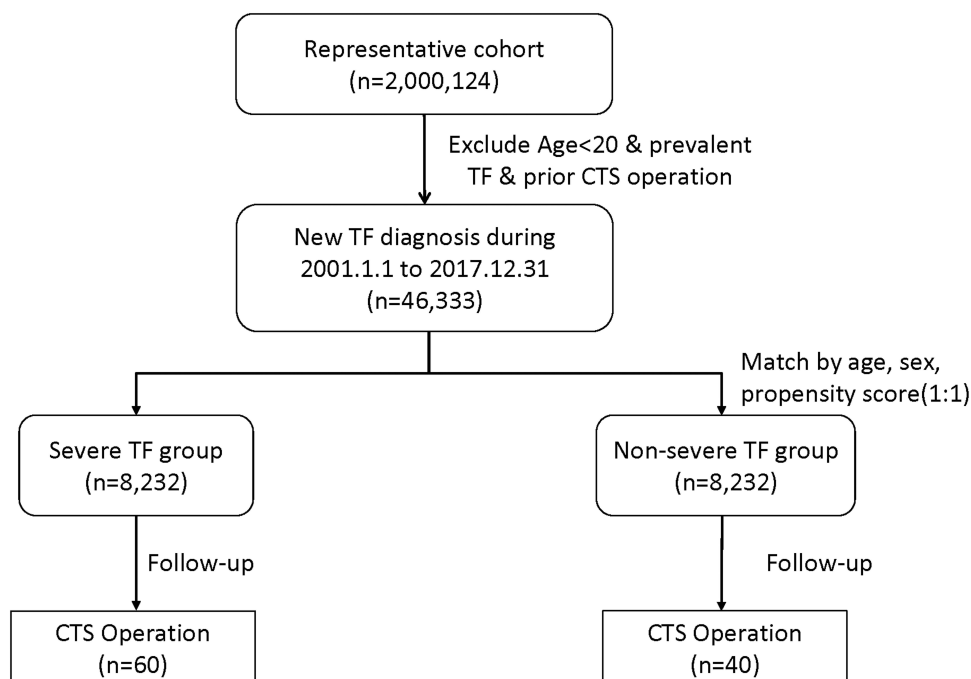 Representative cohort
(n=2,000,124)
Exclude Age<20 & prevalent
TF & prior CTS operation
New TF diagnosis during
2001.1.1 to 2017.12.31
(n=46,333)
Match by age, sex,
propensity score(1:1)
Severe TF group
(n=8,232)
Non-severe TF group
(n=8,232)
Follow-up
Follow-up
CTS Operation
(n=60)
CTS Operation
(n=40)